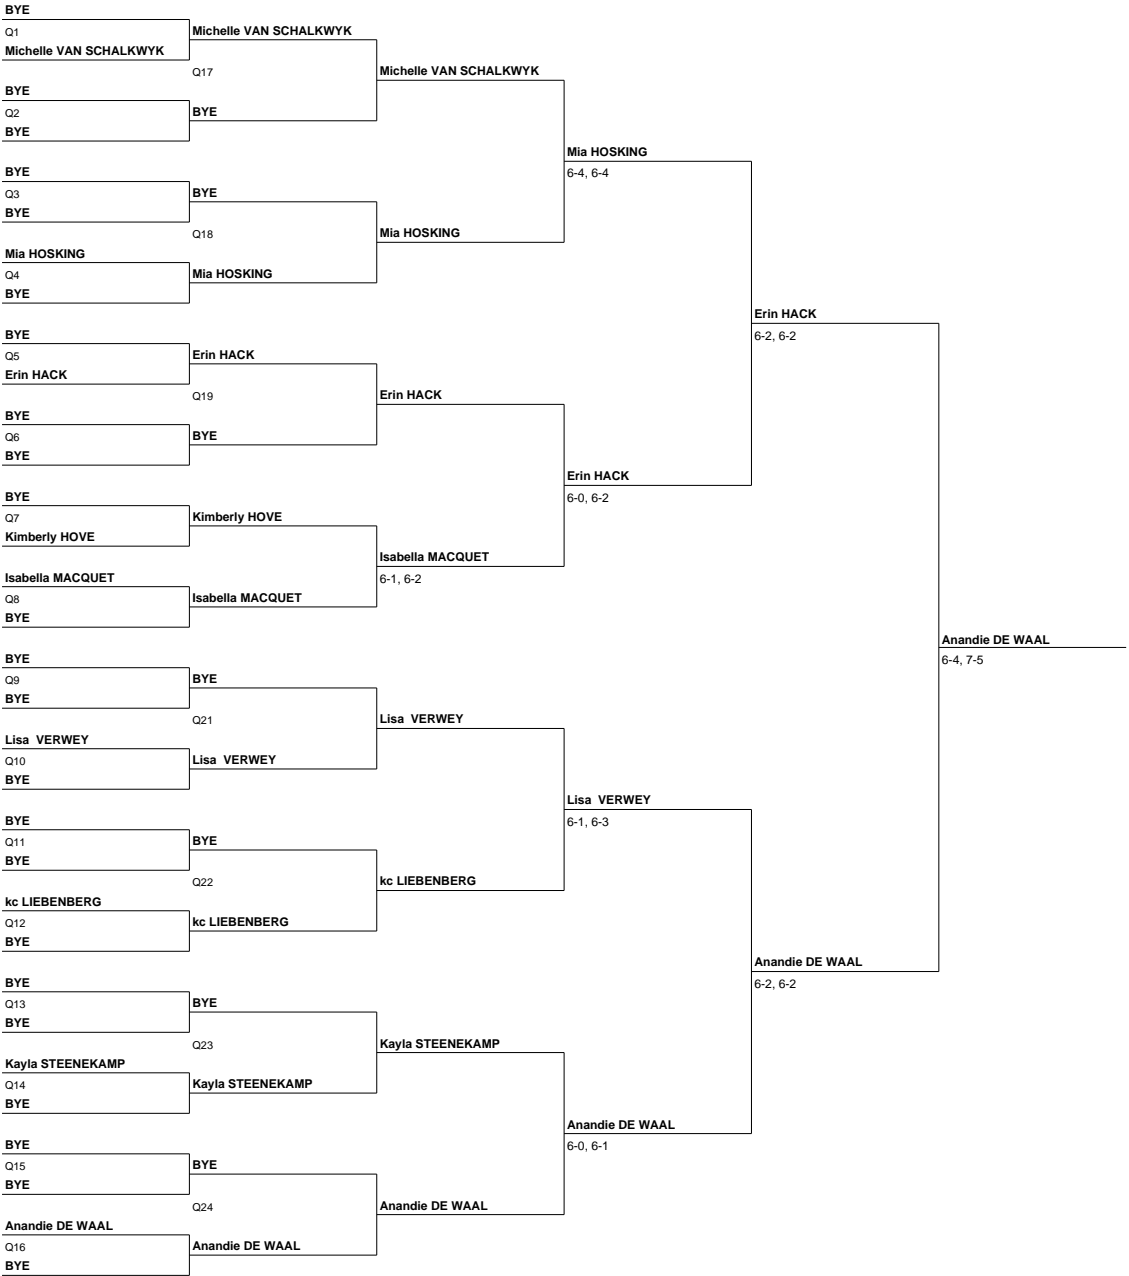 BYE
Q1
Michelle VAN SCHALKWYK
Michelle VAN SCHALKWYK
Q17
Michelle VAN SCHALKWYK
BYE
Q2
BYE
BYE
Mia HOSKING
6-4, 6-4
BYE
Q3
BYE
BYE
Q18
Mia HOSKING
Mia HOSKING
Q4
BYE
Mia HOSKING
Erin HACK
6-2, 6-2
BYE
Q5
Erin HACK
Erin HACK
Q19
Erin HACK
BYE
Q6
BYE
BYE
Erin HACK
6-0, 6-2
BYE
Q7
Kimberly HOVE
Kimberly HOVE
Isabella MACQUET
6-1, 6-2
Isabella MACQUET
Q8
BYE
Isabella MACQUET
Anandie DE WAAL
6-4, 7-5
BYE
Q9
BYE
BYE
Q21
Lisa VERWEY
Lisa VERWEY
Q10
BYE
Lisa VERWEY
Lisa VERWEY
6-1, 6-3
BYE
Q11
BYE
BYE
Q22
kc LIEBENBERG
kc LIEBENBERG
Q12
BYE
kc LIEBENBERG
Anandie DE WAAL
6-2, 6-2
BYE
Q13
BYE
BYE
Q23
Kayla STEENEKAMP
Kayla STEENEKAMP
Q14
BYE
Kayla STEENEKAMP
Anandie DE WAAL
6-0, 6-1
BYE
Q15
BYE
BYE
Q24
Anandie DE WAAL
Anandie DE WAAL
Q16
BYE
Anandie DE WAAL